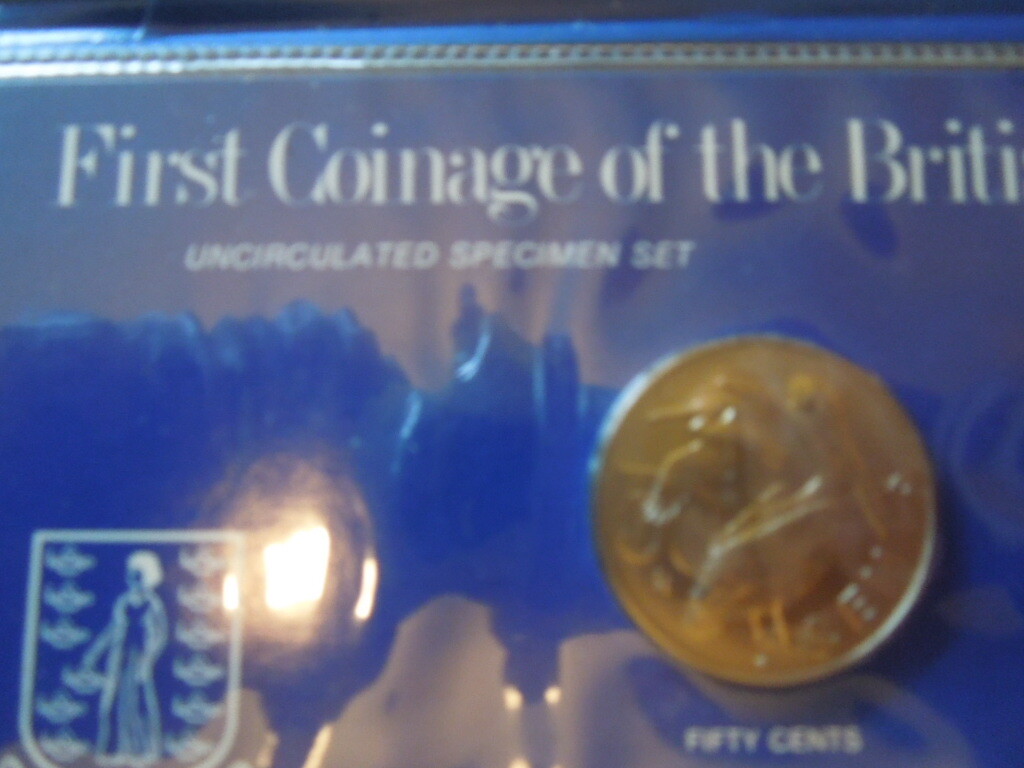 First Coinage of the Briti
UNCIRCULATED SPECIMEN SET
FIFTY CENTS